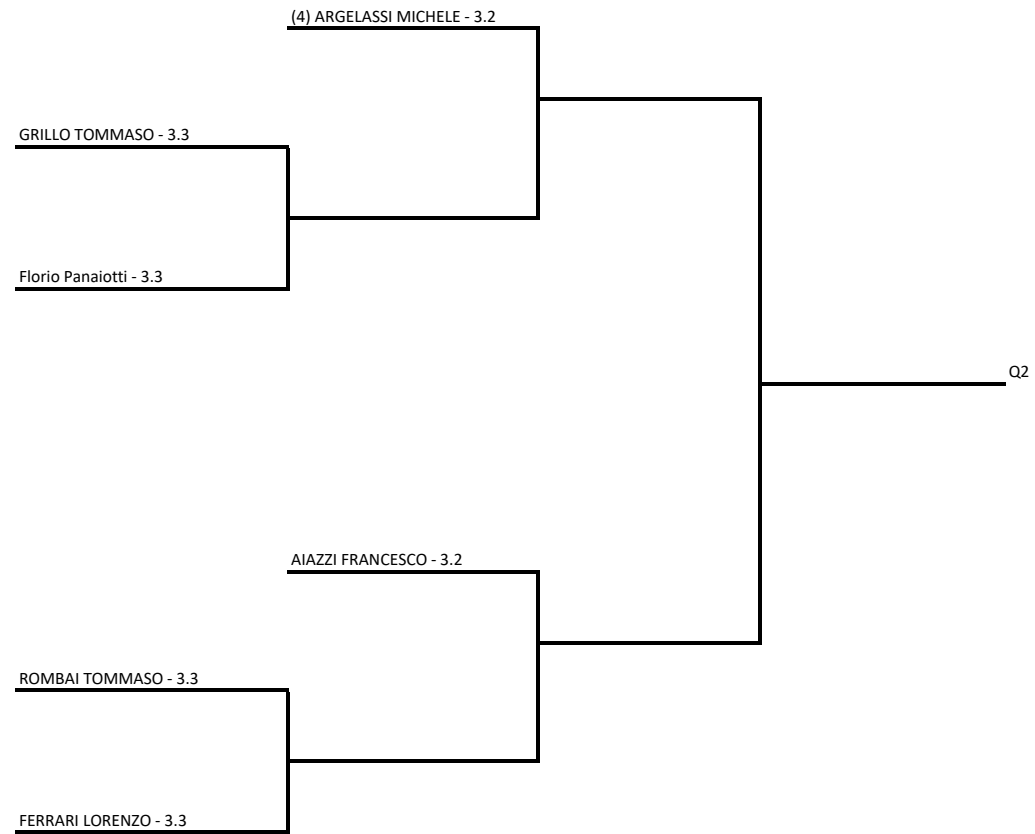 (4) ARGELASSI MICHELE - 3.2
GRILLO TOMMASO - 3.3
Florio Panaiotti - 3.3
Q2
AIAZZI FRANCESCO - 3.2
ROMBAI TOMMASO - 3.3
FERRARI LORENZO - 3.3